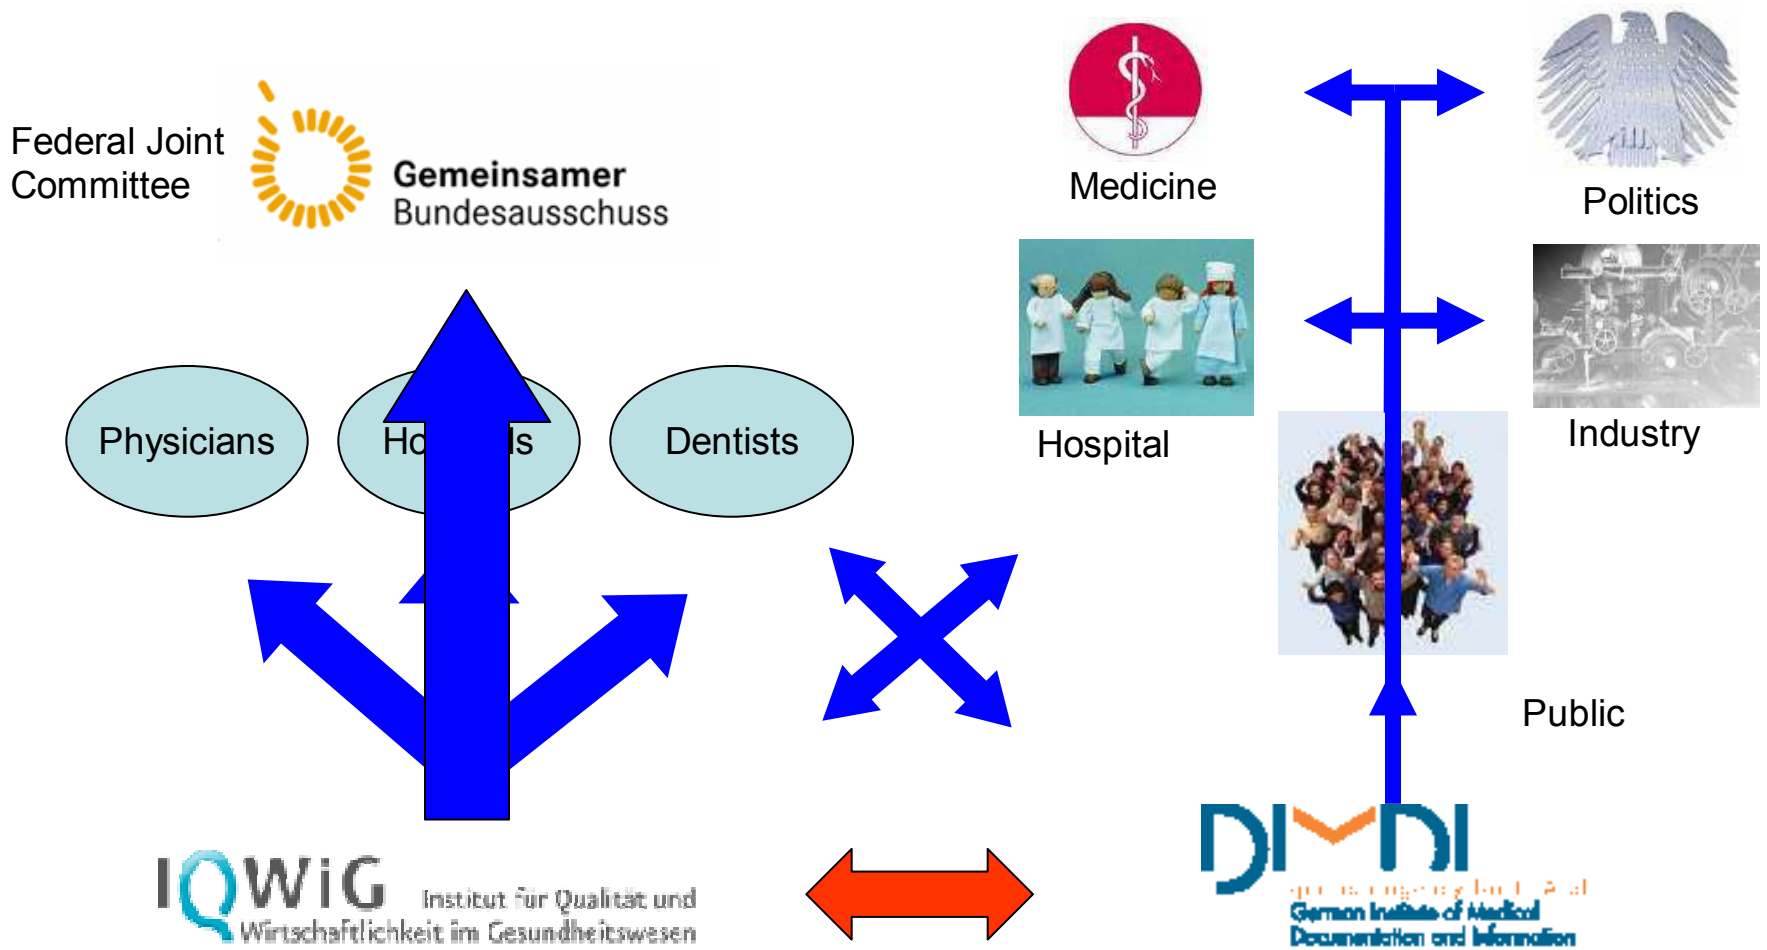 Federal Joint
Committee
Gemeinsamer
Bundesausschuss
Medicine
Politics
Physicians
Dentists
Hospital
Industry
Public
IQWiG
Institut für Qualität und
Wirtschaftlichkeit im Gesundheitswesen
DIMDI
German Institute of Medical
Documentation and Information